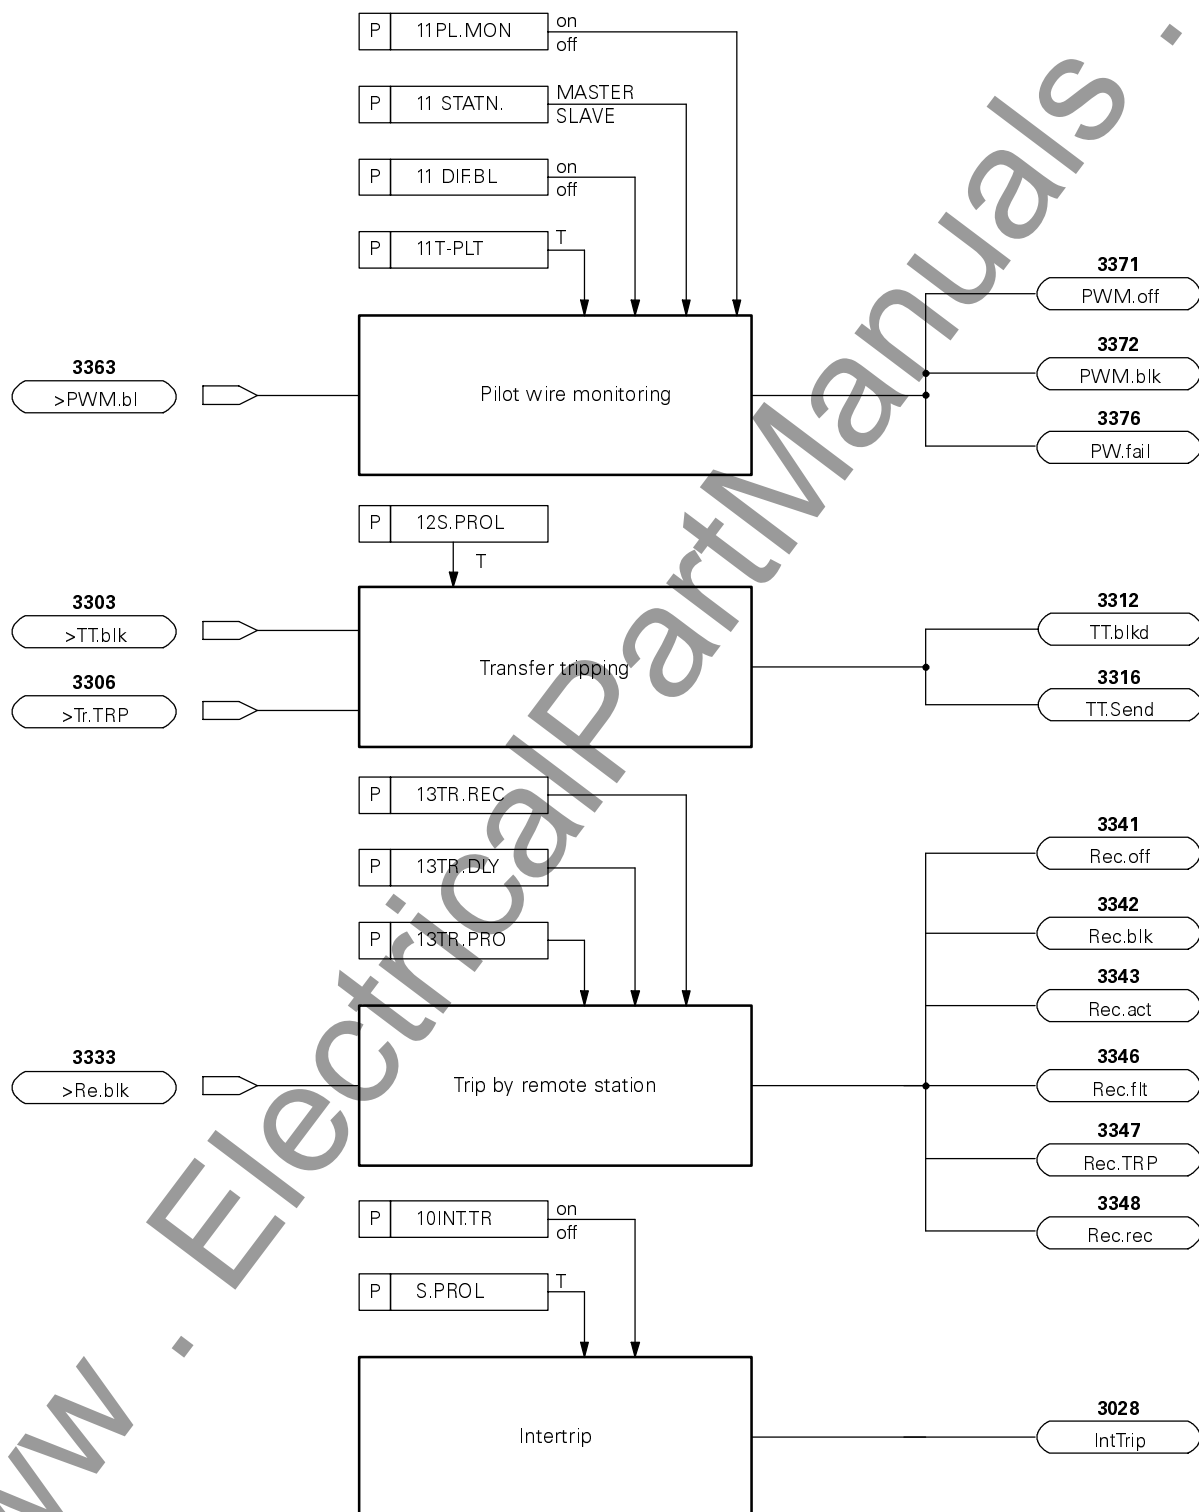 P 11PL.MON on
off
P 11 STATN. MASTER
SLAVE
P 11 DIF.BL on
off
P 11T-PLT T
3371
PWM.off
3372
PWM.blk
3376
PW.fail
3363
>PWM.bl
Pilot wire monitoring
P 12S.PROL
T
3303
>TT.blk
3306
>Tr.TRP
Transfer tripping
3312
TT.blkd
3316
TT.Send
P 13TR.REC
P 13TR.DLY
P 13TR.PRO
3341
Rec.off
3342
Rec.blk
3343
Rec.act
3346
Rec.flt
3347
Rec.TRP
3348
Rec.rec
3333
>Re.blk
Trip by remote station
P 10INT.TR on
off
P S.PROL T
Intertrip
3028
IntTrip
ww . ElectricalPartManuals .